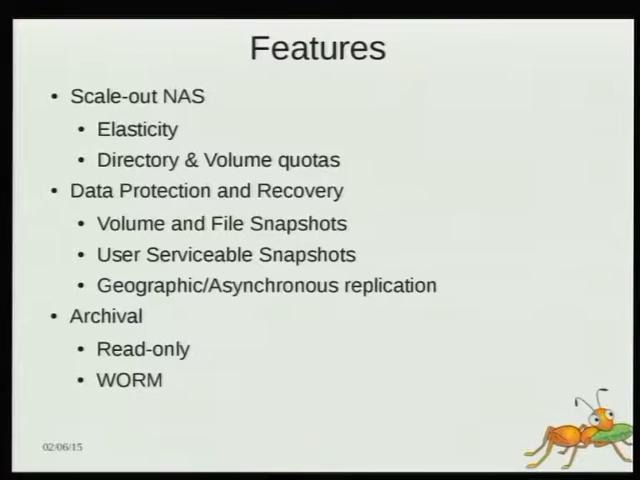 Features
• Scale-out NAS
• Elasticity
• Directory & Volume quotas
• Data Protection and Recovery
• Volume and File Snapshots
• User Serviceable Snapshots
• Geographic/Asynchronous replication
• Archival
• Read-only
• WORM
02/06/15